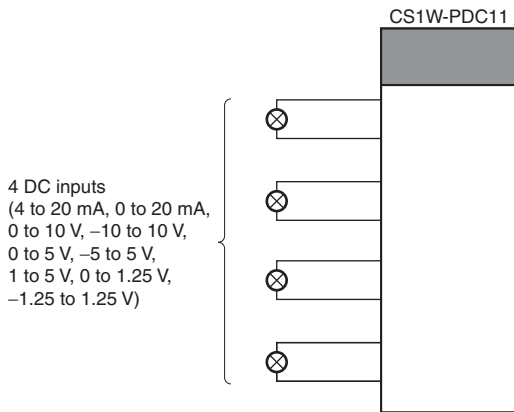 CS1W-PDC11
4 DC inputs
(4 to 20 mA, 0 to 20 mA,
0 to 10 V, −10 to 10 V,
0 to 5 V, −5 to 5 V,
1 to 5 V, 0 to 1.25 V,
−1.25 to 1.25 V)